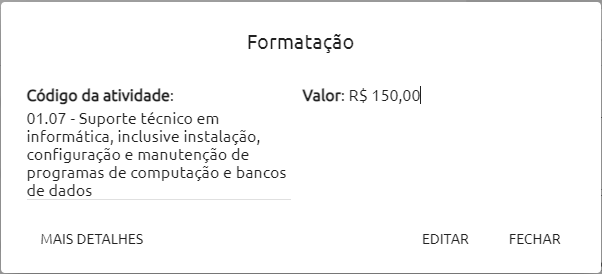 Formatação
Código da atividade:
01.07 - Suporte técnico em
informática, inclusive instalação,
configuração e manutenção de
programas de computação e bancos
de dados
Valor: R$ 150,00
MAIS DETALHES
EDITAR
FECHAR